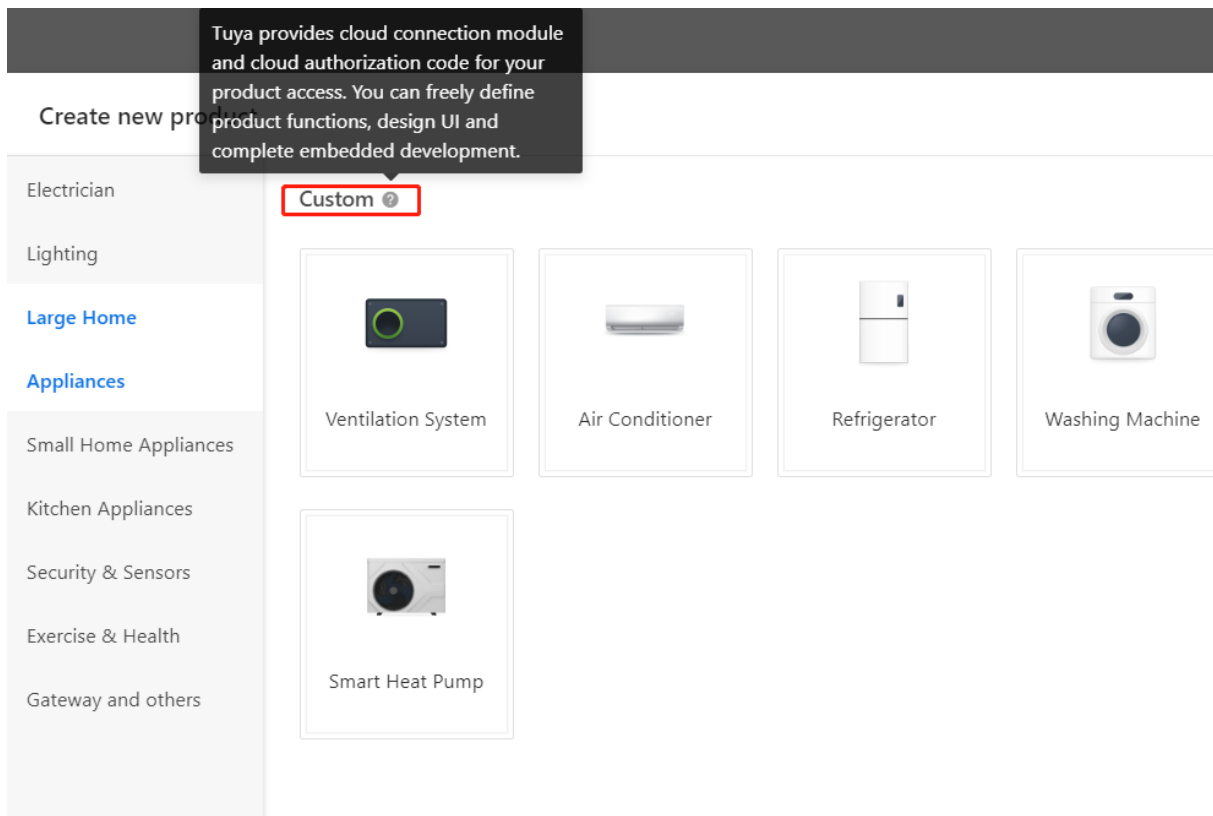 Tuya provides cloud connection module
and cloud authorization code for your
product access. You can freely define
product functions, design UI and
complete embedded development.
Create new product
Electrician
Lighting
Large Home
Appliances
Small Home Appliances
Kitchen Appliances
Security & Sensors
Exercise & Health
Gateway and others
Custom ?
Ventilation System
Air Conditioner
Refrigerator
Washing Machine
Smart Heat Pump